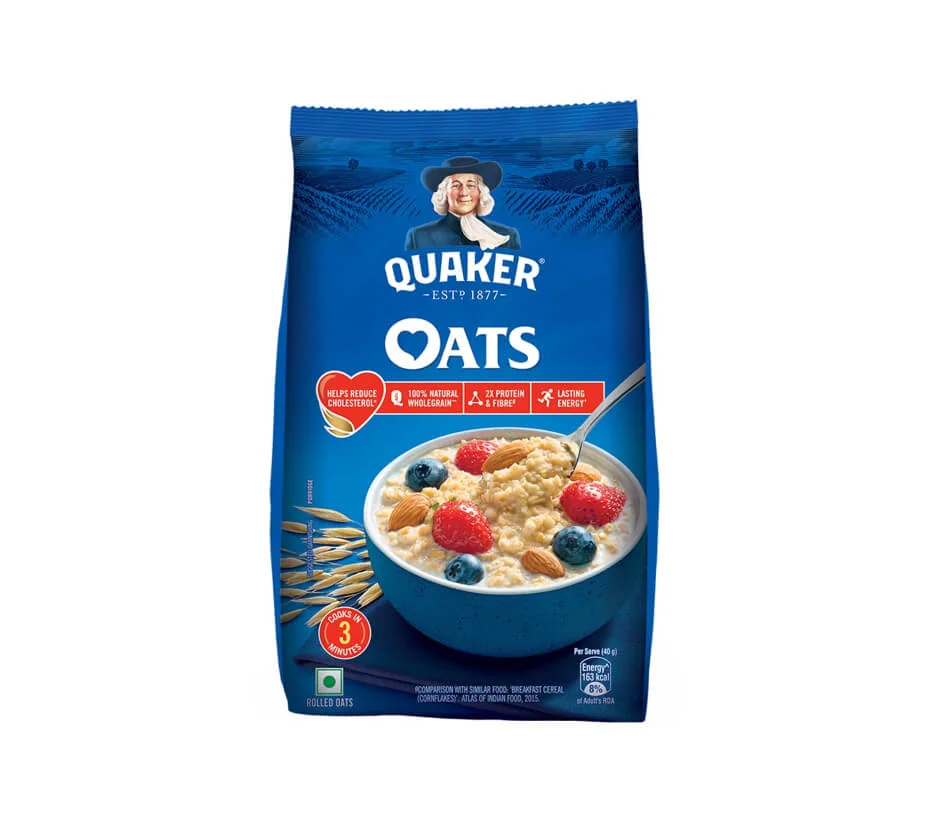 QUAKER®
-ESTD 1877-
OATS
HELPS REDUCE
CHOLESTEROL*
100% NATURAL
WHOLEGRAIN~
2X PROTEIN
& FIBRE#
LASTING
ENERGY*
PORRIDGE
COOKS IN
3
MINUTES
ROLLED OATS
#COMPARISON WITH SIMILAR FOOD: 'BREAKFAST CEREAL
(CORNFLAKES)'. ATLAS OF INDIAN FOOD, 2015.
Per Serve (40 g)
Energy^
163 kcal
8%
of Adult's RDA